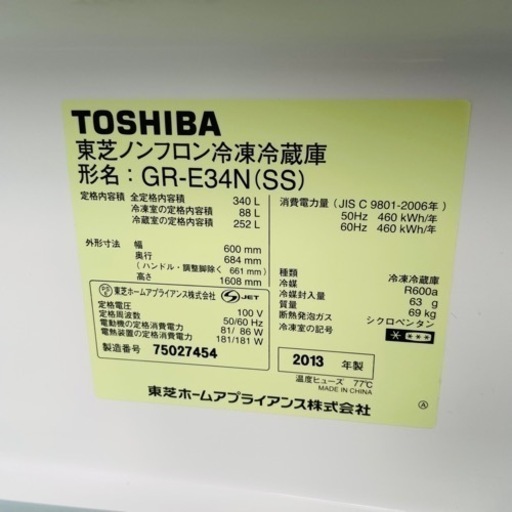 TOSHIBA
東芝ノンフロン冷凍冷蔵庫
形名：GR-E34N(SS)
定格内容積 全定格内容積 340 L
冷凍室の定格内容積 88 L
冷蔵室の定格内容積 252 L
外形寸法 幅 600 mm
奥行 684 mm
(ハンドル・調整脚除く 661 mm)
高さ 1608 mm
東芝ホームアプライアンス株式会社 S JET
定格電圧 100 V
定格周波数 50/60 Hz
電動機の定格消費電力 81/ 86 W
電熱装置の定格消費電力 181/181 W
製造番号 75027454
消費電力量 (JIS C 9801-2006年)
50Hz 460 kWh/年
60Hz 460 kWh/年
種類 冷凍冷蔵庫
冷媒 R600a
冷媒封入量 63 g
質量 69 kg
断熱発泡ガス シクロペンタン
冷凍室の記号 * ***
2013 年製
温度ヒューズ 77℃
MADE IN CHINA
東芝ホームアプライアンス株式会社
Ⓐ